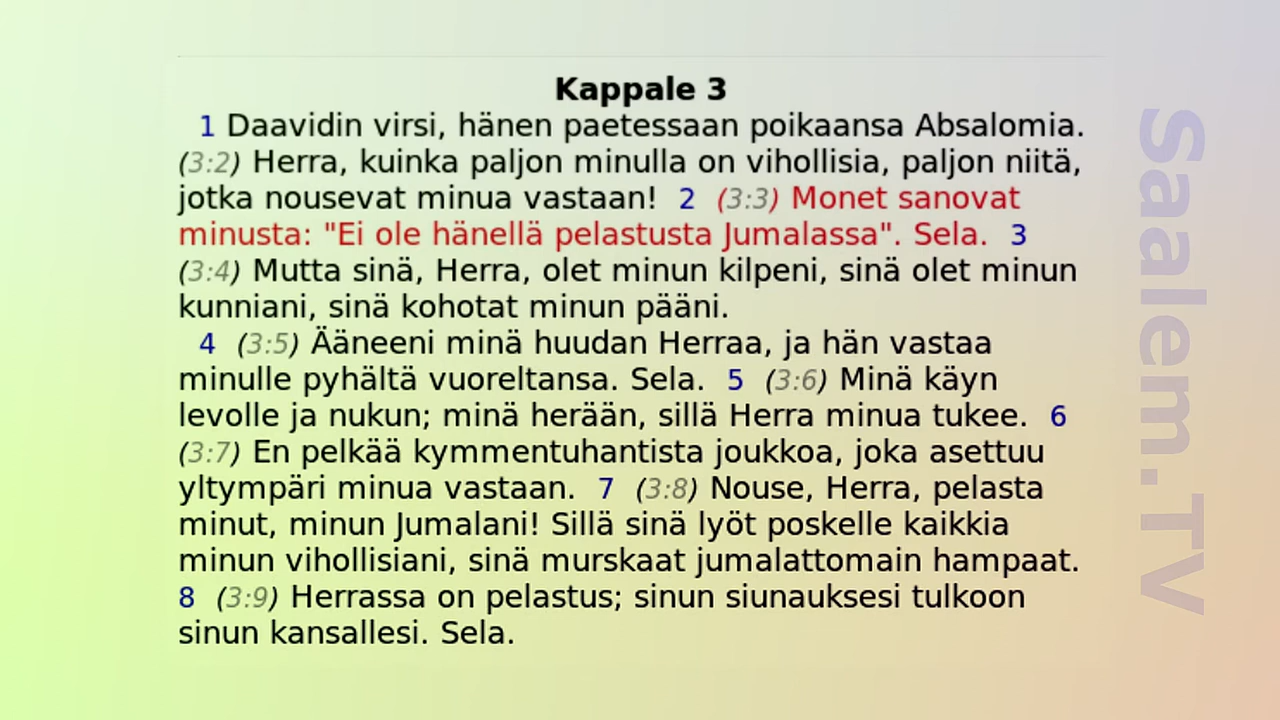 Kappale 3
1 Daavidin virsi, hänen paetessaan poikaansa Absalomia.
(3:2) Herra, kuinka paljon minulla on vihollisia, paljon niitä,
jotka nousevat minua vastaan! 2 (3:3) Monet sanovat
minusta: "Ei ole hänellä pelastusta Jumalassa". Sela. 3
(3:4) Mutta sinä, Herra, olet minun kilpeni, sinä olet minun
kunniani, sinä kohotat minun pääni.
4 (3:5) Ääneeni minä huudan Herraa, ja hän vastaa
minulle pyhältä vuoreltansa. Sela. 5 (3:6) Minä käyn
levolle ja nukun; minä herään, sillä Herra minua tukee. 6
(3:7) En pelkää kymmentuhantista joukkoa, joka asettuu
yltympäri minua vastaan. 7 (3:8) Nouse, Herra, pelasta
minut, minun Jumalani! Sillä sinä lyöt poskelle kaikkia
minun vihollisiani, sinä murskaat jumalattomain hampaat.
8 (3:9) Herrassa on pelastus; sinun siunauksesi tulkoon
sinun kansallesi. Sela.
Saalem.TV